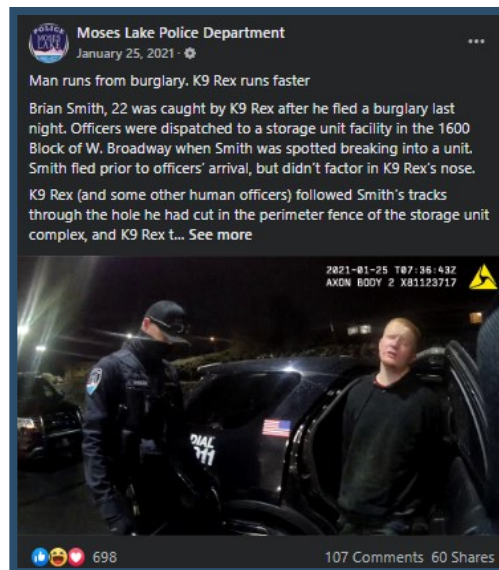 Moses Lake Police Department
January 25, 2021 ·
Man runs from burglary. K9 Rex runs faster
Brian Smith, 22 was caught by K9 Rex after he fled a burglary last
night. Officers were dispatched to a storage unit facility in the 1600
Block of W. Broadway when Smith was spotted breaking into a unit.
Smith fled prior to officers' arrival, but didn't factor in K9 Rex's nose.
K9 Rex (and some other human officers) followed Smith's tracks
through the hole he had cut in the perimeter fence of the storage unit
complex, and K9 Rex t... See more
2021-01-25 T07:36:43Z
AXON BODY 2 X81123717
POLICE
MOSES
LAKE
DIAL
911
698
107 Comments 60 Shares